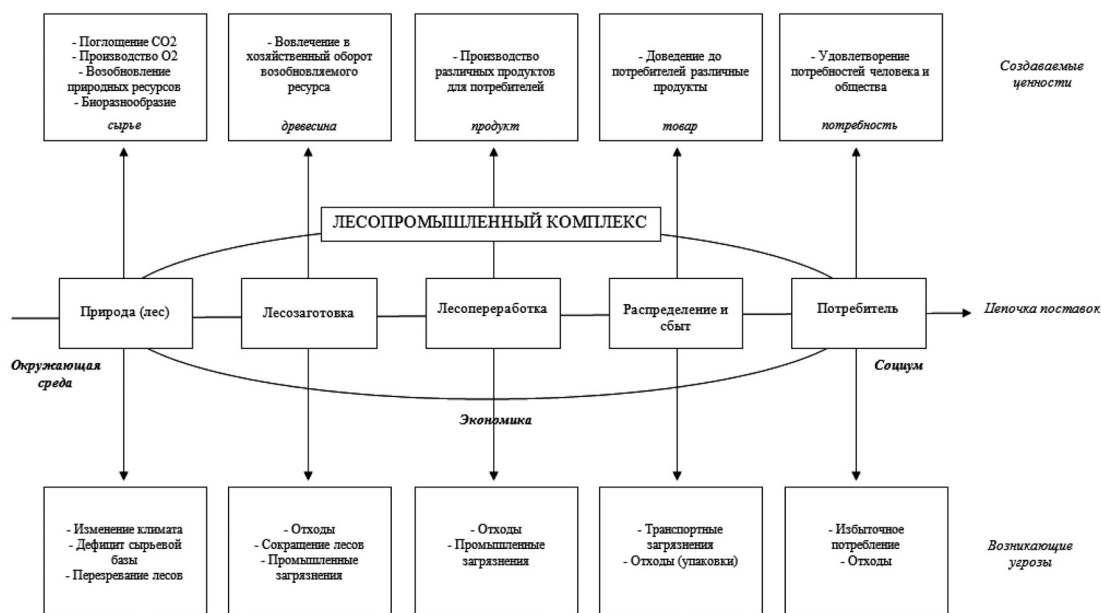 - Поглощение СО2
- Производство О2
- Возобновление
природных ресурсов
- Биоразнообразие
сырье
- Вовлечение в
хозяйственный оборот
возобновляемого
ресурса
древесина
- Производство
различных продуктов
для потребителей
продукт
- Доведение до
потребителей различные
продукты
товар
- Удовлетворение
потребностей человека и
общества
потребность
Создаваемые
ценности
ЛЕСОПРОМЫШЛЕННЫЙ КОМПЛЕКС
Природа (лес)
Лесозаготовка
Лесопереработка
Распределение и
сбыт
Потребитель
Цепочка поставок
Окружающая
среда
Социум
Экономика
- Изменение климата
- Дефицит сырьевой
базы
- Перезревание лесов
- Отходы
- Сокращение лесов
- Промышленные
загрязнения
- Отходы
- Промышленные
загрязнения
- Транспортные
загрязнения
- Отходы (упаковки)
- Избыточное
потребление
- Отходы
Возникающие
угрозы